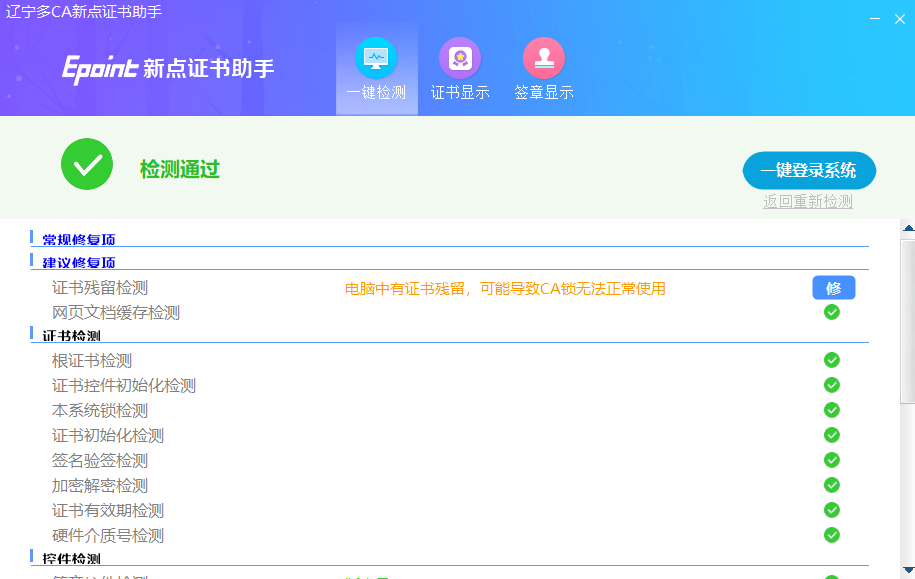 辽宁多CA新点证书助手
Epoint 新点证书助手
一键检测 证书显示 签章显示
检测通过
一键登录系统
返回重新检测
常规修复项
建议修复项
证书残留检测 电脑中有证书残留，可能导致CA锁无法正常使用 修
网页文档缓存检测
证书检测
根证书检测
证书控件初始化检测
本系统锁检测
证书初始化检测
签名验签检测
加密解密检测
证书有效期检测
硬件介质号检测
控件检测